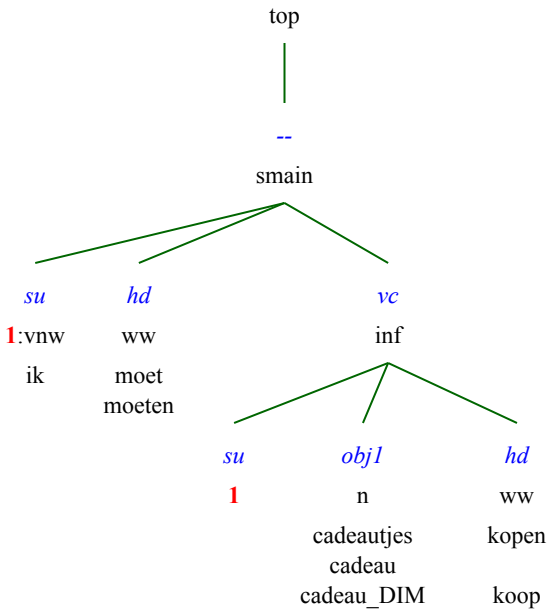 top
--
smain
su hd vc
1:vnw ww inf
ik moet
moeten
su obj1 hd
1 n ww
cadeautjes kopen
cadeau
cadeau_DIM koop